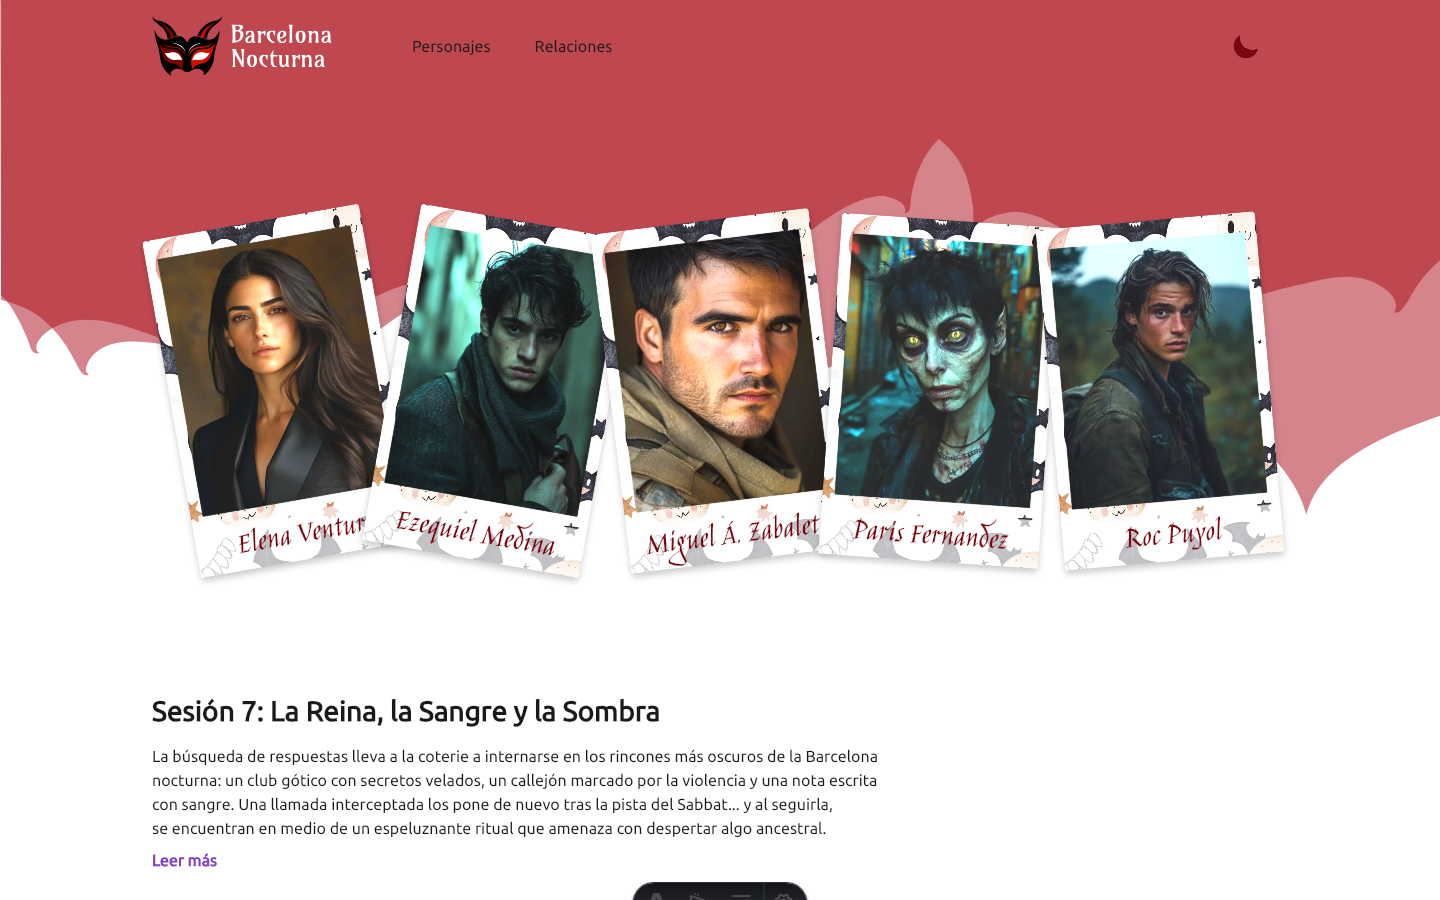 Barcelona
Nocturna
Personajes
Relaciones
Elena Ventur
Ezequiel Medina
Miguel Á. Zabalet
París Fernandez
Roc Puyol
Sesión 7: La Reina, la Sangre y la Sombra
La búsqueda de respuestas lleva a la coterie a internarse en los rincones más oscuros de la Barcelona
nocturna: un club gótico con secretos velados, un callejón marcado por la violencia y una nota escrita
con sangre. Una llamada interceptada los pone de nuevo tras la pista del Sabbat... y al seguirla,
se encuentran en medio de un espeluznante ritual que amenaza con despertar algo ancestral.
Leer más